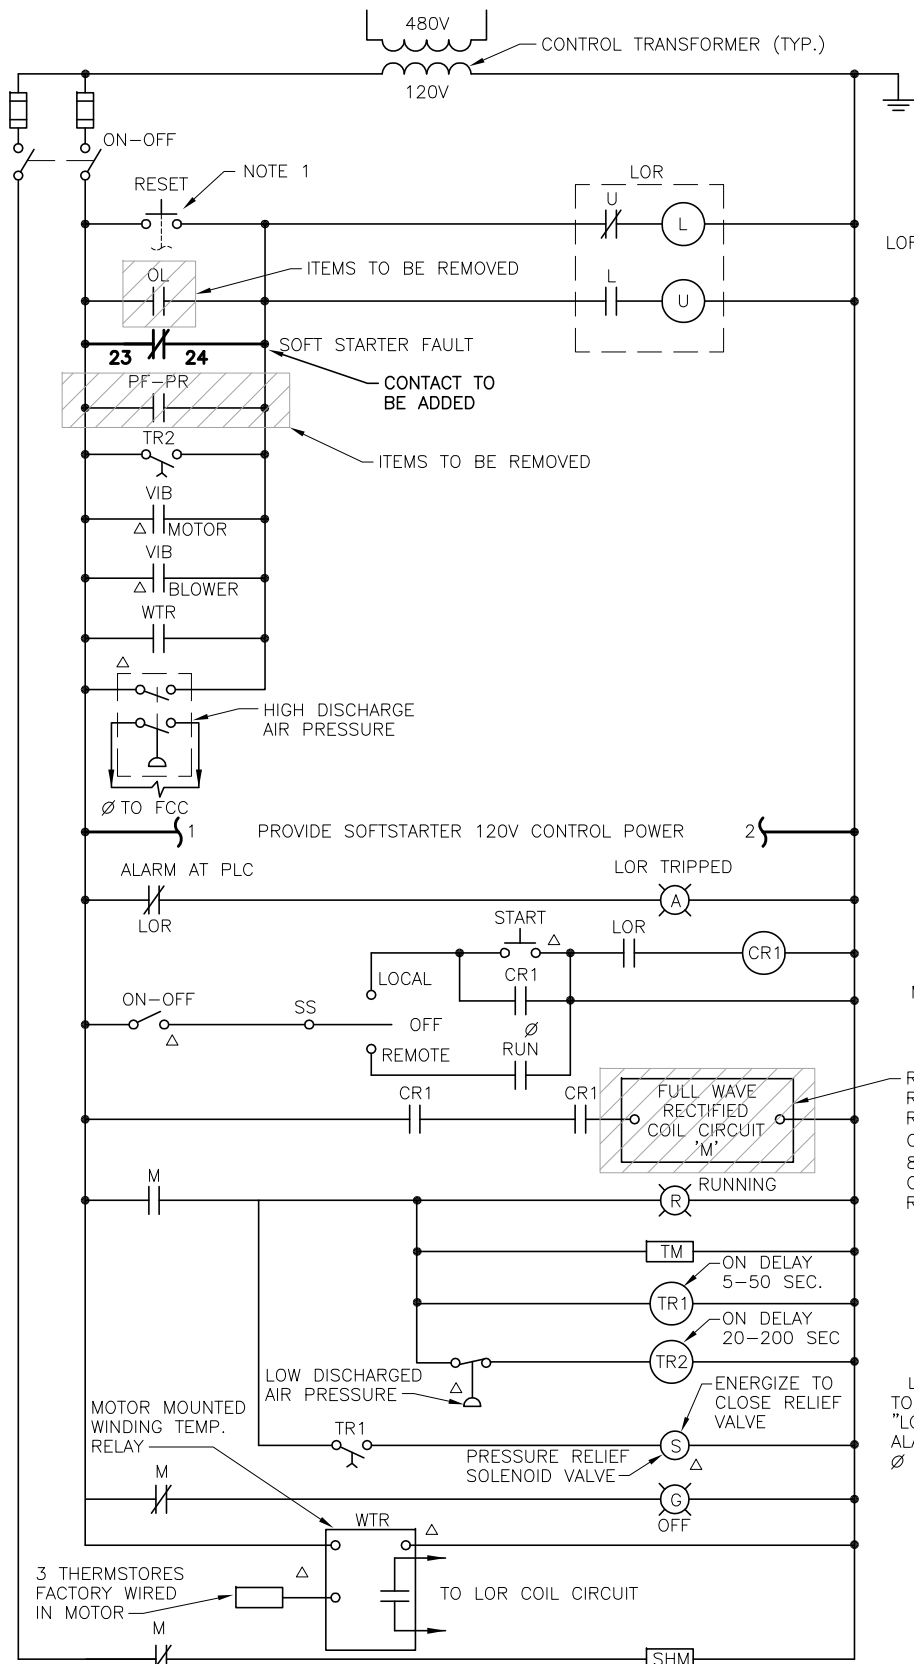 480V
CONTROL TRANSFORMER (TYP.)
120V
ON-OFF
NOTE 1
RESET
LOR
U
L
LOR
ITEMS TO BE REMOVED
OL
L
U
SOFT STARTER FAULT
23 24
CONTACT TO
BE ADDED
PF-PR
TR2
ITEMS TO BE REMOVED
VIB
△ MOTOR
VIB
△ BLOWER
WTR
△
HIGH DISCHARGE
AIR PRESSURE
Ø TO FCC
1 PROVIDE SOFTSTARTER 120V CONTROL POWER 2
ALARM AT PLC
LOR TRIPPED
LOR
A
START
△
LOR
CR1
LOCAL
CR1
ON-OFF
SS
OFF
△
Ø
REMOTE
RUN
CR1
CR1
FULL WAVE
RECTIFIED
COIL CIRCUIT
'M'
M
R
R
R
O
8
C
R
M
RUNNING
R
TM
ON DELAY
5-50 SEC.
TR1
ON DELAY
20-200 SEC
TR2
LOW DISCHARGED
AIR PRESSURE
△
ENERGIZE TO
CLOSE RELIEF
VALVE
L
TO
"LO
ALA
Ø
MOTOR MOUNTED
WINDING TEMP.
RELAY
TR1
S
PRESSURE RELIEF
SOLENOID VALVE
△
M
G
OFF
WTR
△
3 THERMSTORES
FACTORY WIRED
IN MOTOR
△
TO LOR COIL CIRCUIT
M
SHM